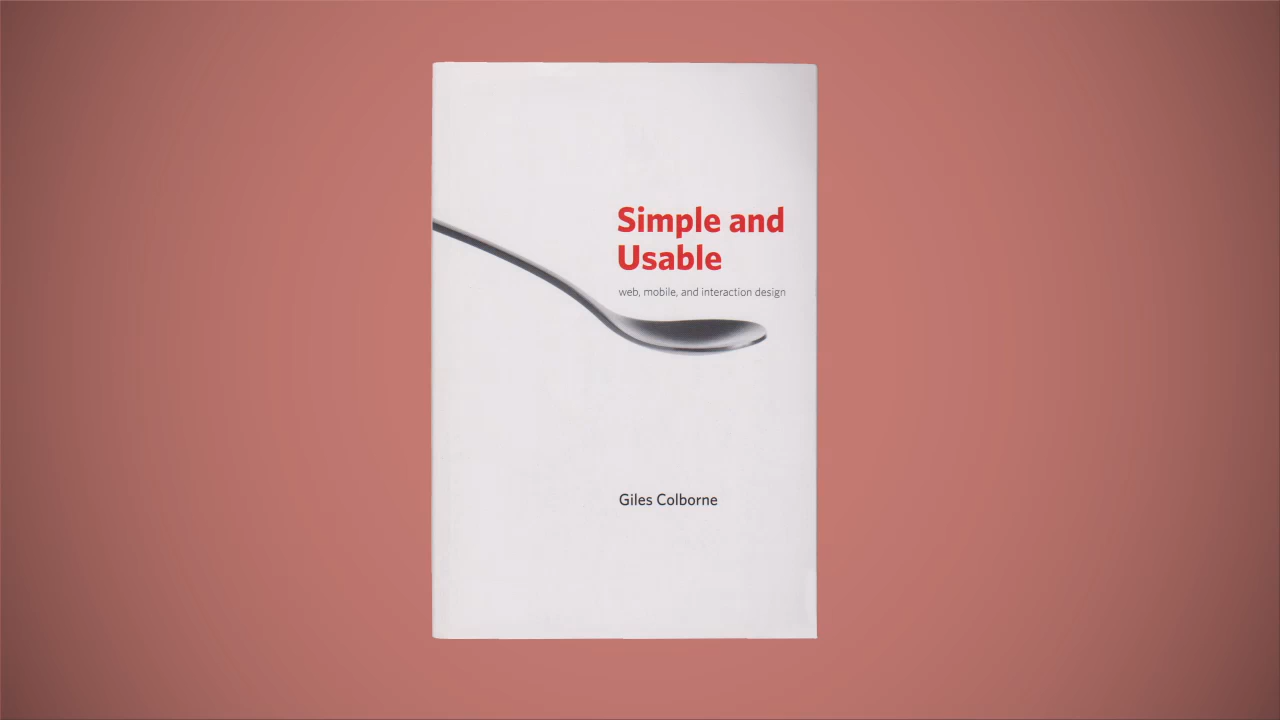 Simple and
Usable
web, mobile, and interaction design
Giles Colborne